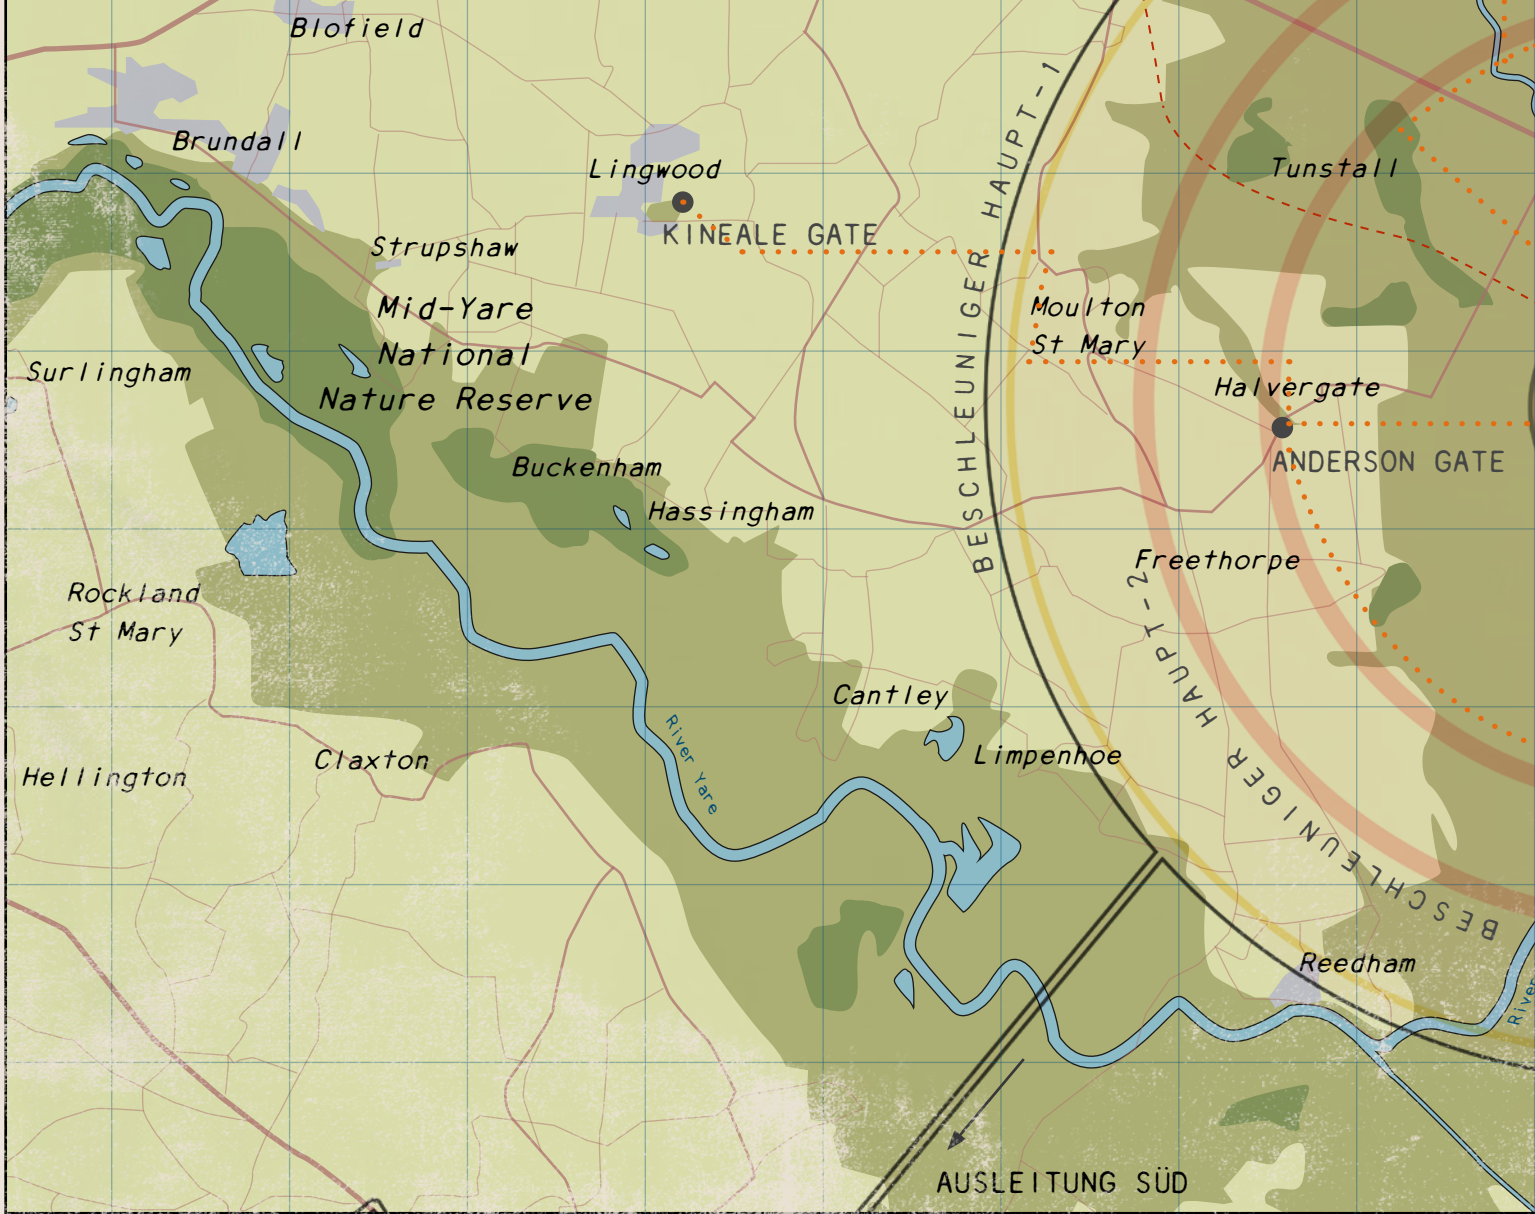 Blofield
Brundall
Lingwood
Tunstall
KINEALE GATE
Strupshaw
Mid-Yare
National
Nature Reserve
Moulton
St Mary
Surlingham
Halvergate
ANDERSON GATE
BESCHLEUNIGER HAUPT-1
Buckenham
Hassingham
Freethorpe
Rockland
St Mary
BESCHLEUNIGER HAUPT-2
Cantley
River Yare
Limpenhoe
Claxton
Hellington
Reedham
River
AUSLEITUNG SÜD